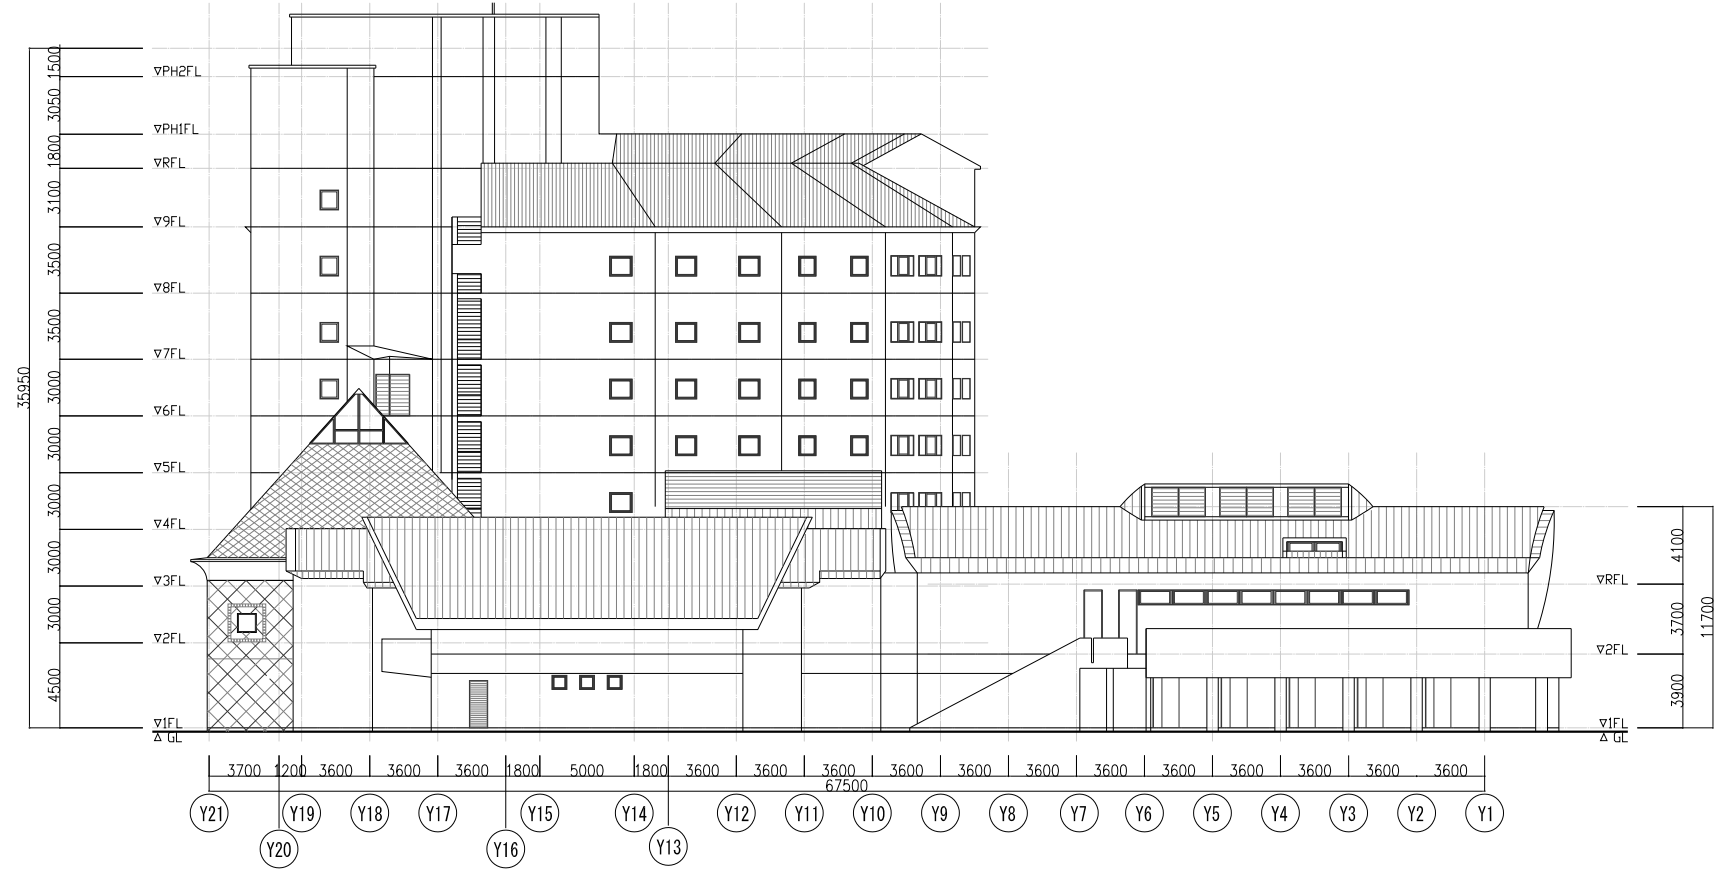 1500
▽PH2FL
3050
▽PH1FL
1800
▽RFL
3100
▽9FL
3500
▽8FL
3500
▽7FL
3000
▽6FL
3000
▽5FL
3000
▽4FL
3000
▽3FL
3000
▽2FL
4500
▽1FL
△ GL
35950
4100
▽RFL
3700
▽2FL
3900
▽1FL
△ GL
11700
3700 1200 3600 3600 3600 1800 5000 1800 3600 3600 3600 3600 3600 3600 3600 3600 3600 3600 3600 3600
67500
Y21 Y19 Y18 Y17 Y15 Y14 Y12 Y11 Y10 Y9 Y8 Y7 Y6 Y5 Y4 Y3 Y2 Y1
Y20 Y16 Y13